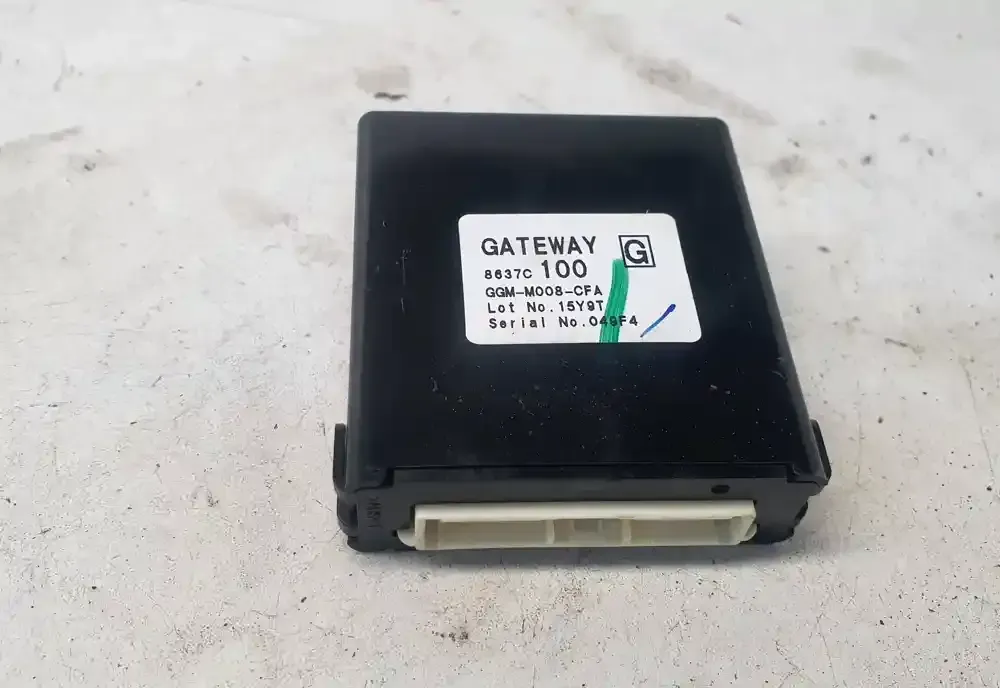 GATEWAY G
8637C 100
GGM-M008-CFA
Lot No.15Y9T
Serial No.049F4